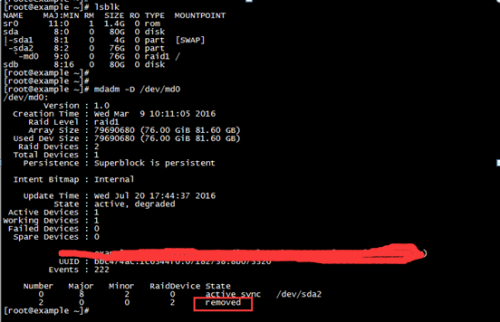 [root@example ~]# lsblk
NAME MAJ:MIN RM SIZE RO TYPE MOUNTPOINT
sr0 11:0 1 1.4G 0 rom
sda 8:0 0 80G 0 disk
|-sda1 8:1 0 4G 0 part [SWAP]
`-sda2 8:2 0 76G 0 part
`-md0 9:0 0 76G 0 raid1 /
sdb 8:16 0 80G 0 disk
[root@example ~]#
[root@example ~]#
[root@example ~]# mdadm -D /dev/md0
/dev/md0:
Version : 1.0
Creation Time : Wed Mar 9 10:11:05 2016
Raid Level : raid1
Array Size : 79690680 (76.00 GiB 81.60 GB)
Used Dev Size : 79690680 (76.00 GiB 81.60 GB)
Raid Devices : 2
Total Devices : 1
Persistence : Superblock is persistent
Intent Bitmap : Internal
Update Time : Wed Jul 20 17:44:37 2016
State : active, degraded
Active Devices : 1
Working Devices : 1
Failed Devices : 0
Spare Devices : 0
UUID :
Events : 222
Number Major Minor RaidDevice State
0 8 2 0 active sync /dev/sda2
2 0 0 2 removed
[root@example ~]#